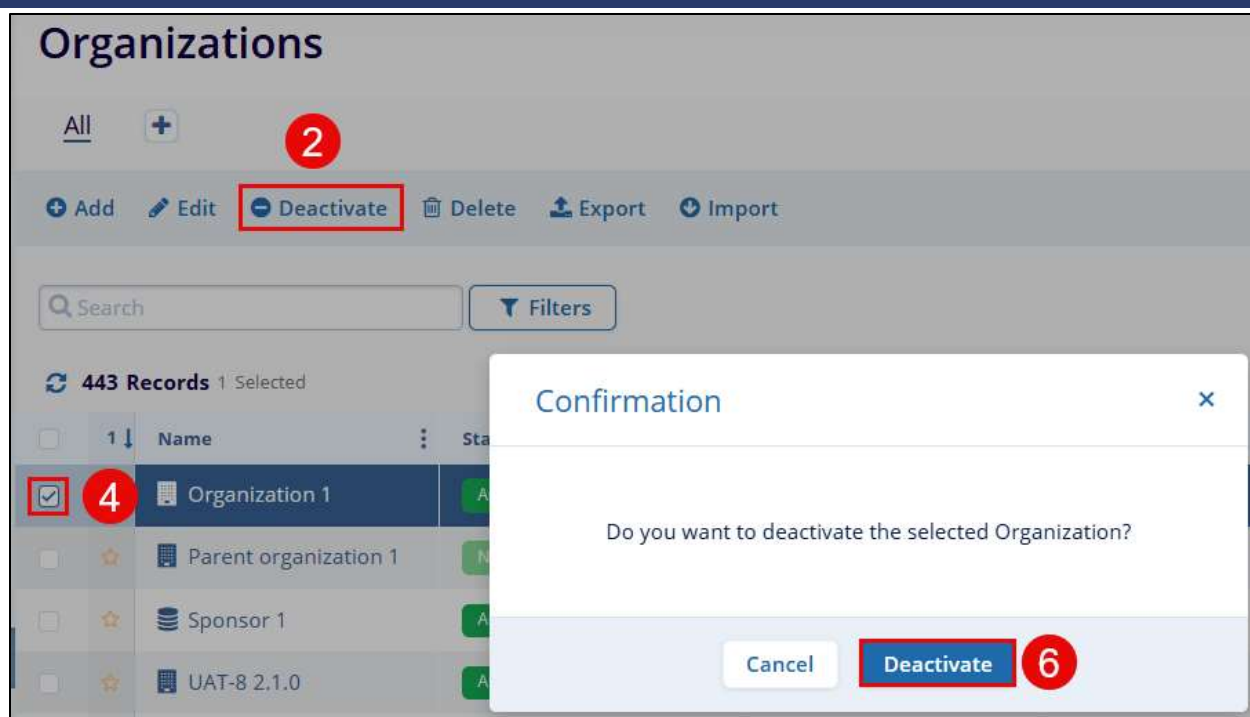 Organizations
All
2
Add Edit Deactivate Delete Export Import
Search Filters
443 Records 1 Selected
1 Name Sta
4 Organization 1 A
Parent organization 1 N
Sponsor 1 A
UAT-8 2.1.0 A
Confirmation
Do you want to deactivate the selected Organization?
Cancel Deactivate 6